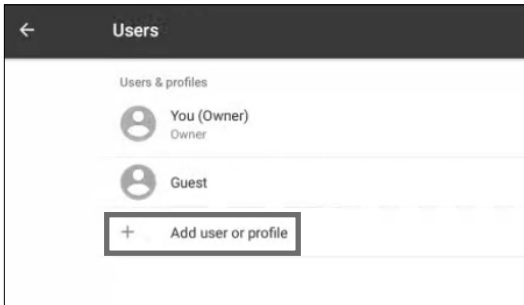 Users
Users & profiles
You (Owner)
Owner
Guest
Add user or profile